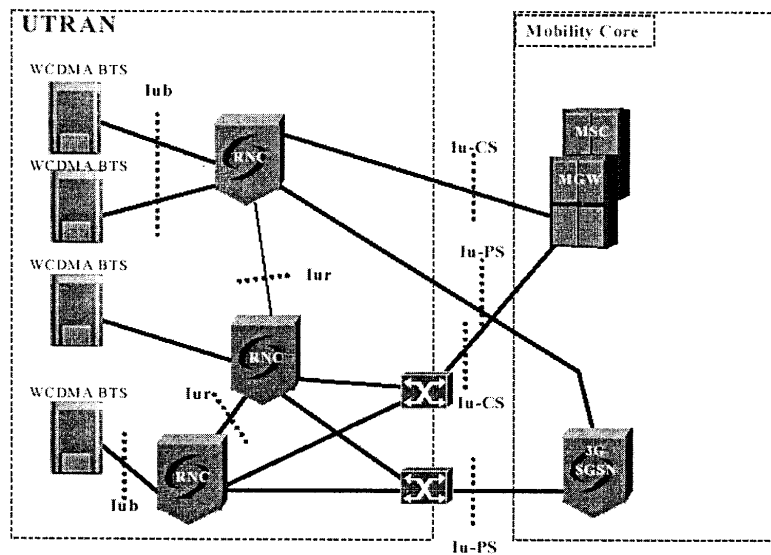 UTRAN
Mobility Core
WCDMA BTS
Iub
MSC
RNC
Iu-CS
MGW
WCDMA BTS
Iu-PS
WCDMA BTS
Iur
RNC
WCDMA BTS
Iur
Iu-CS
3G
SGSN
RNC
Iub
Iu-PS